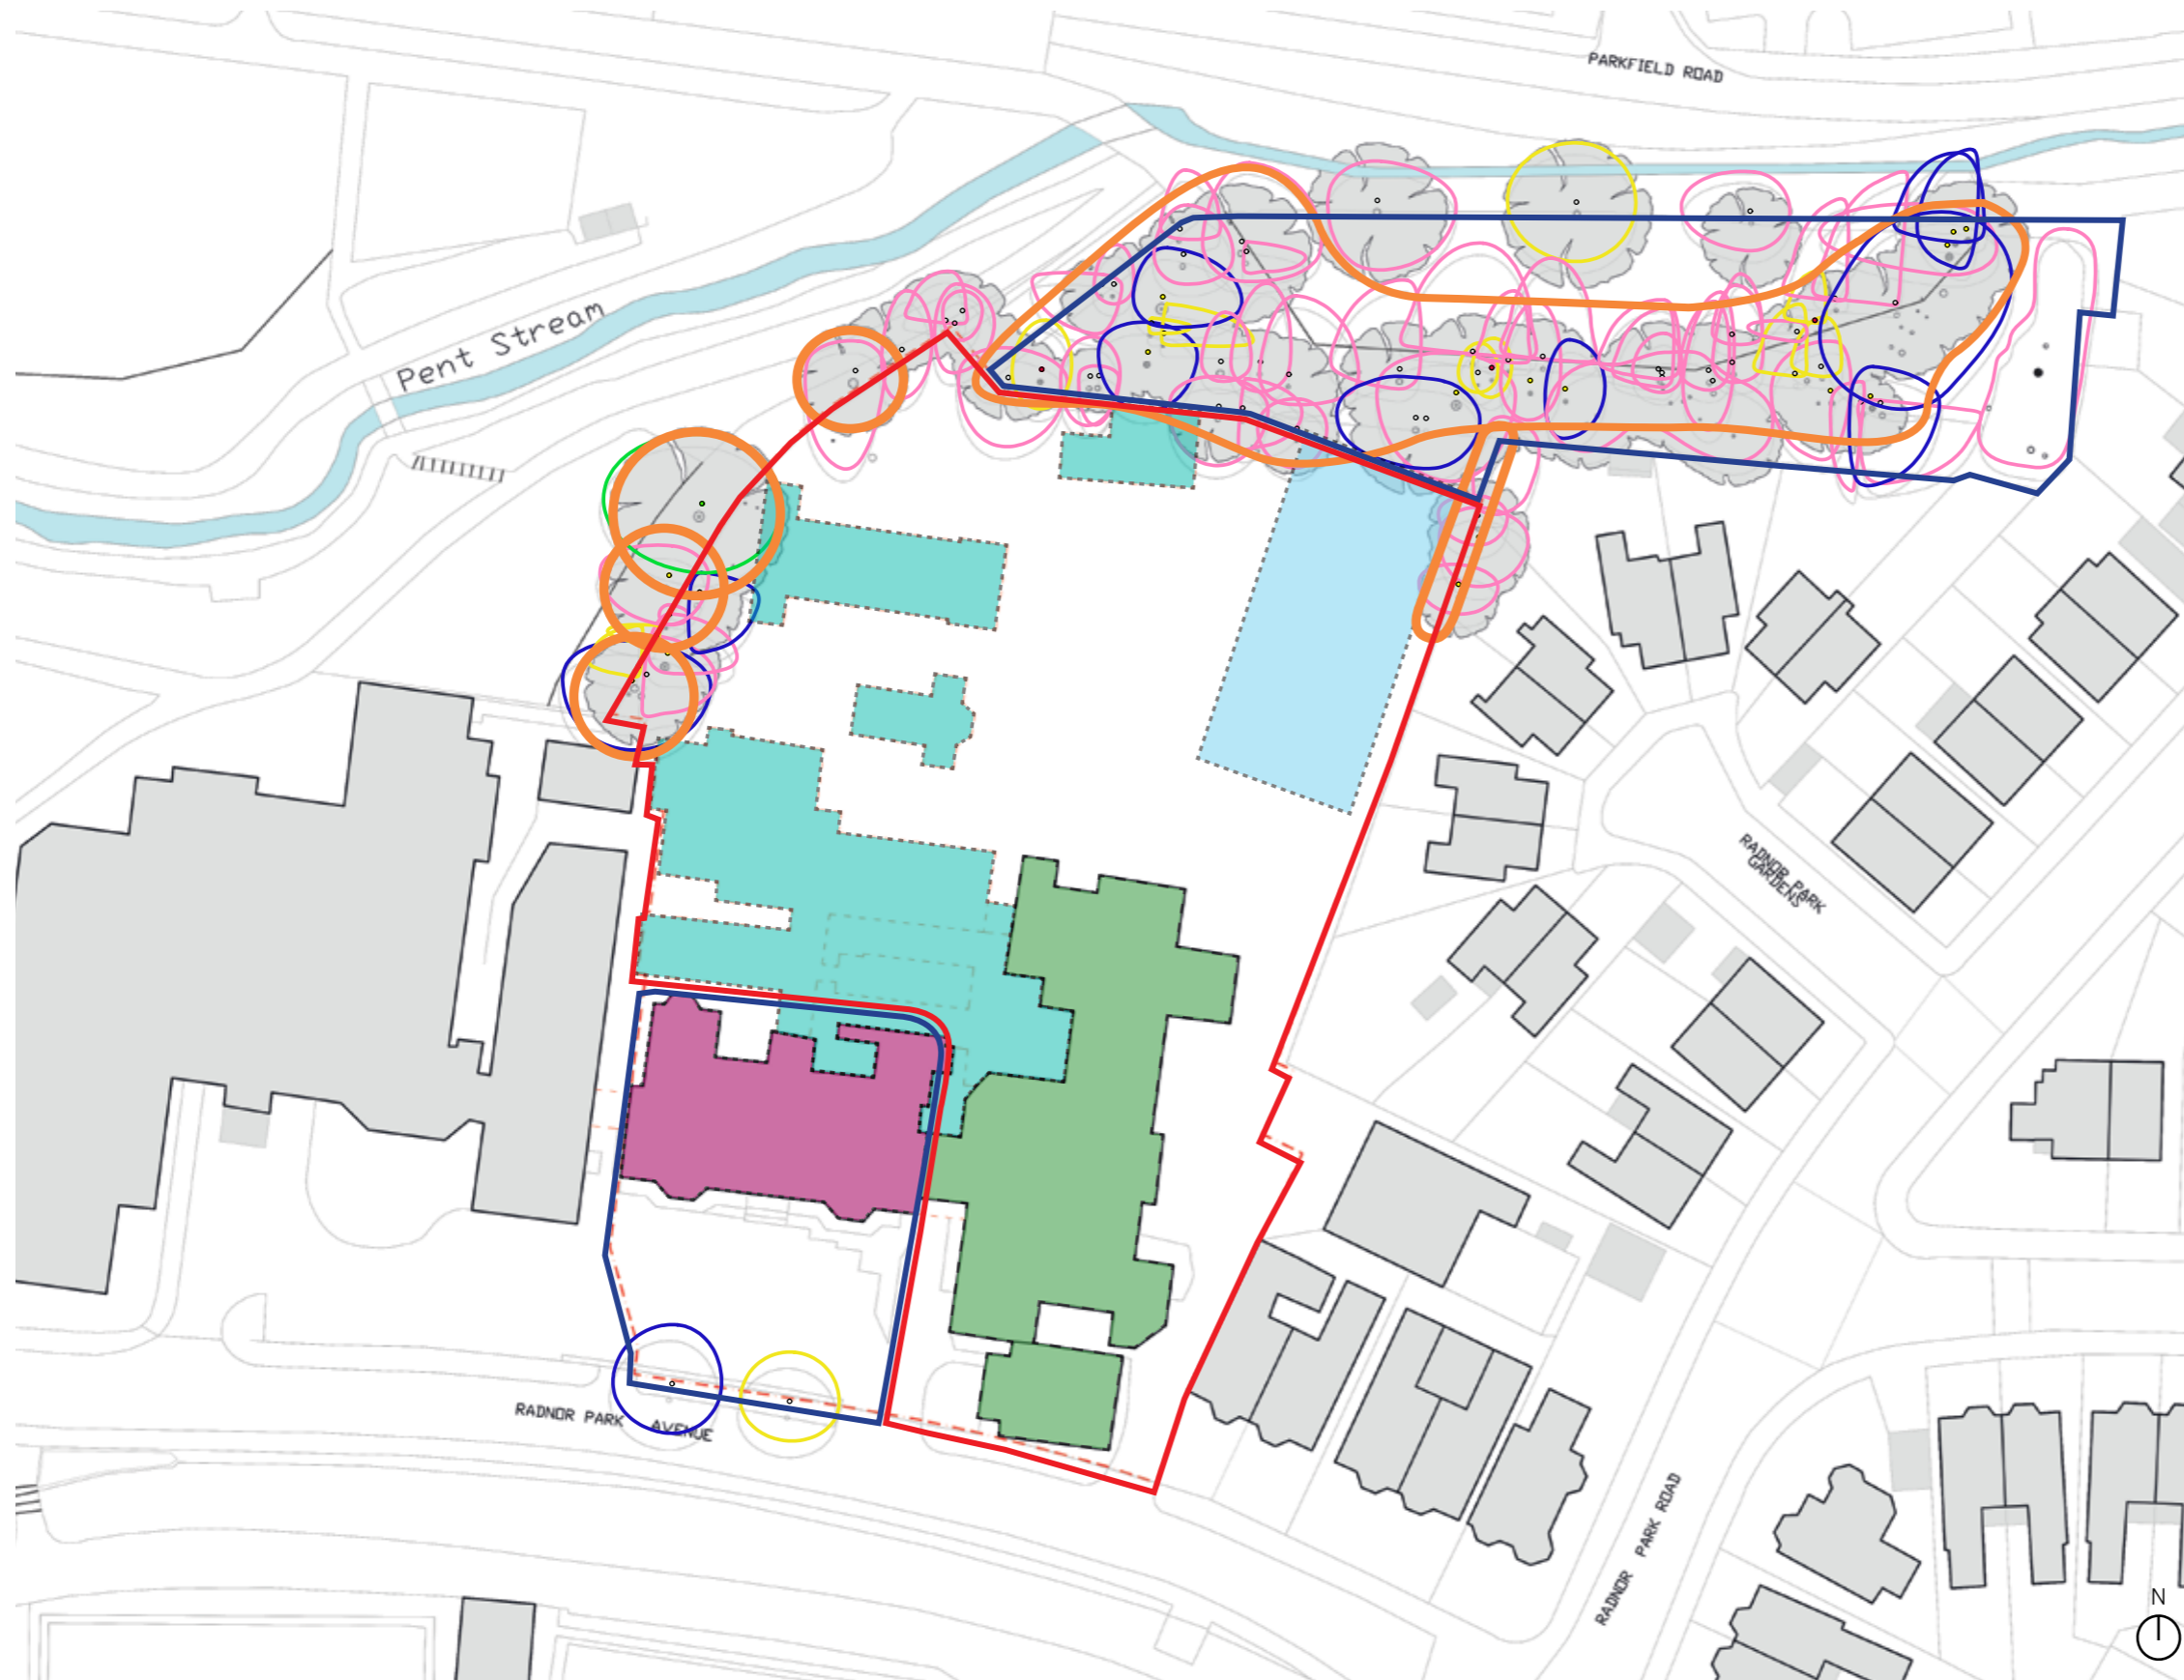 PARKFIELD ROAD
Pent Stream
RADNOR PARK
GARDENS
RADNOR PARK AVENUE
RADNOR PARK ROAD
N